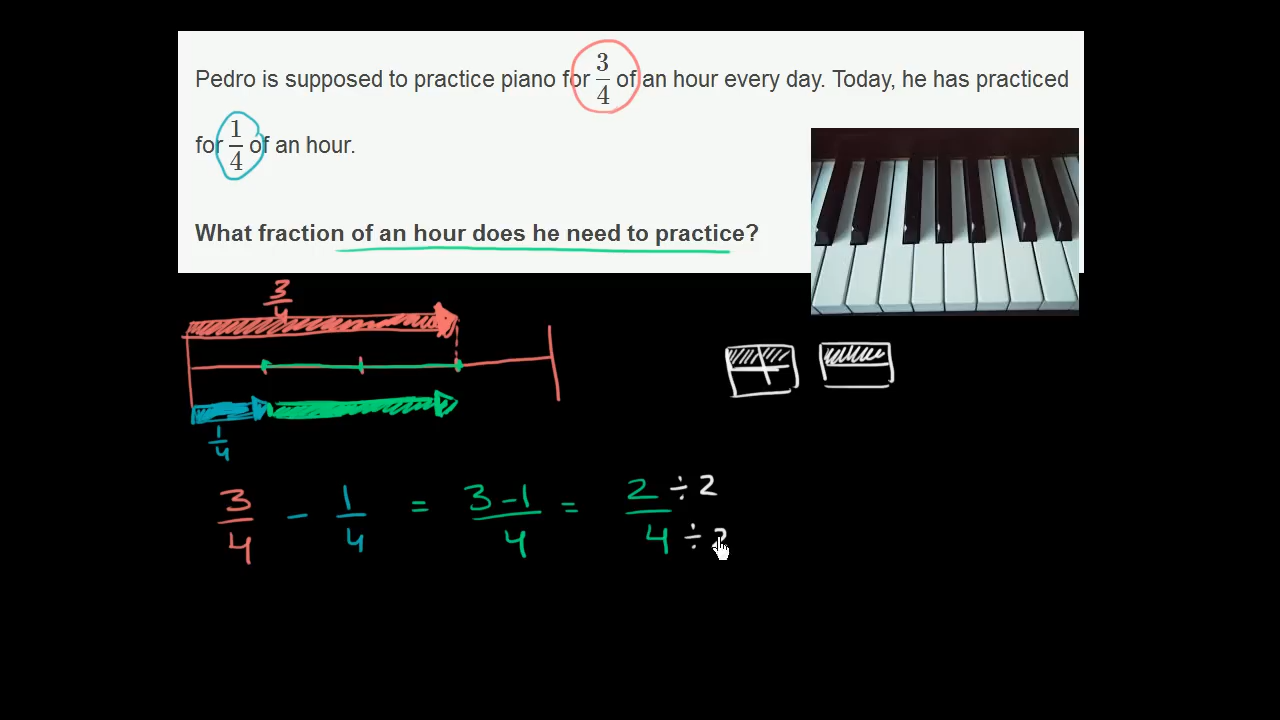 Pedro is supposed to practice piano for 3/4 of an hour every day. Today, he has practiced
for 1/4 of an hour.
What fraction of an hour does he need to practice?
3/4
1/4
3/4 - 1/4 = 3-1/4 = 2/4 ÷2 ÷2